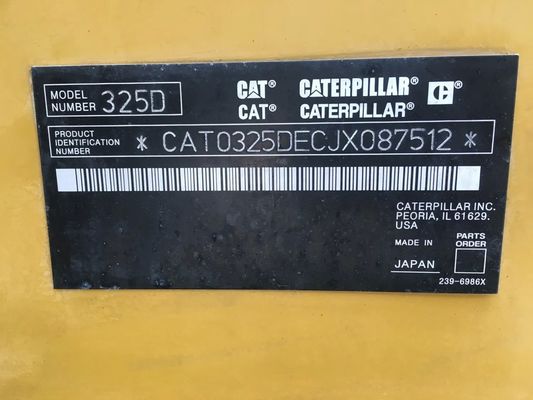 MODEL NUMBER 325D
CAT® CATERPILLAR® C®
CAT® CATERPILLAR®
PRODUCT IDENTIFICATION NUMBER * CAT0325DECJX087512 *
CATERPILLAR INC.
PEORIA, IL 61629.
USA
MADE IN
JAPAN
PARTS ORDER
239-6986X